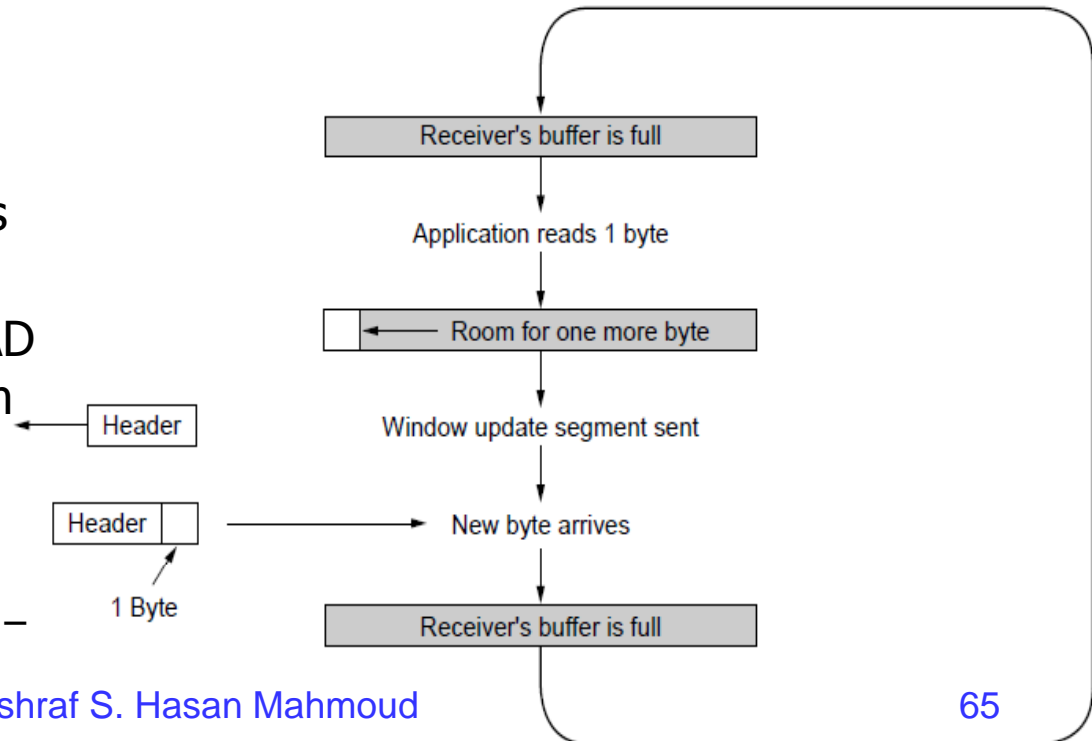 Receiver's buffer is full
s
Application reads 1 byte
Room for one more byte
Header
Window update segment sent
Header
New byte arrives
1 Byte
–
Receiver's buffer is full
shraf S. Hasan Mahmoud
65